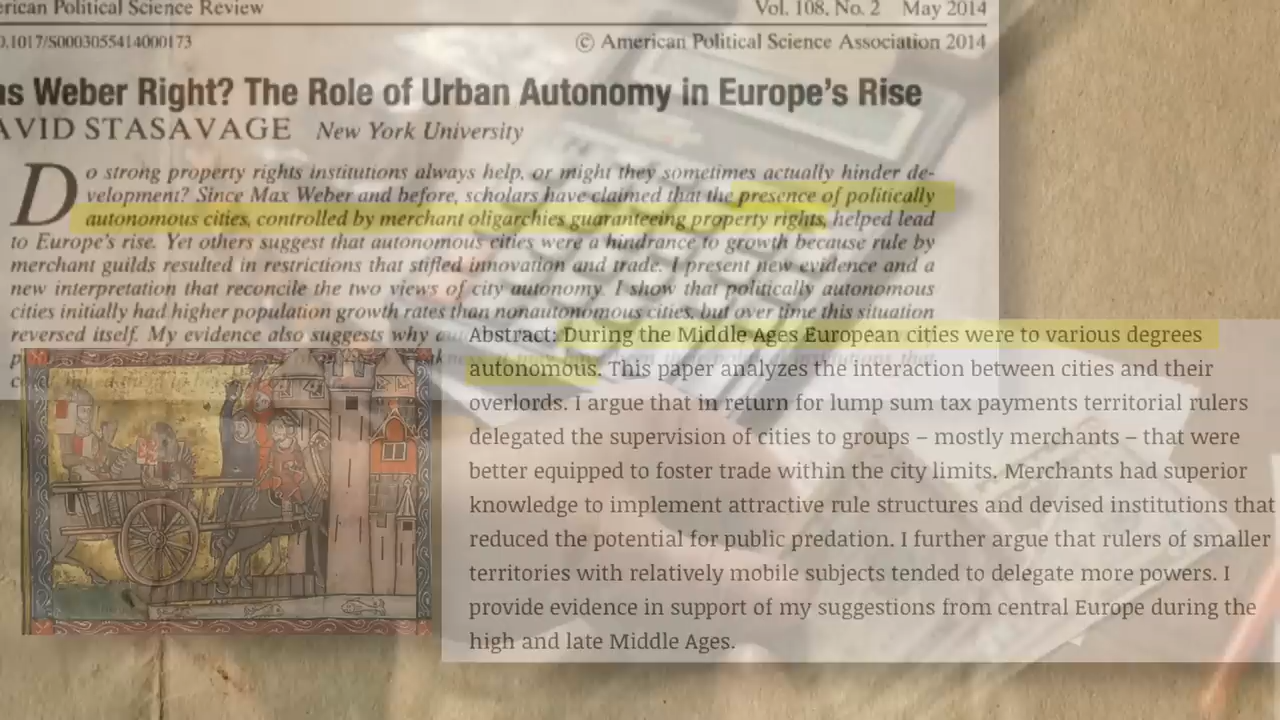 rican Political Science Review
Vol. 108, No. 2 May 2014
0.1017/S0003055414000173
© American Political Science Association 2014
as Weber Right? The Role of Urban Autonomy in Europe's Rise
AVID STASAVAGE New York University
Do strong property rights institutions always help, or might they sometimes actually hinder de-
velopment? Since Max Weber and before, scholars have claimed that the presence of politically
autonomous cities, controlled by merchant oligarchies guaranteeing property rights, helped lead
to Europe's rise. Yet others suggest that autonomous cities were a hindrance to growth because rule by
merchant guilds resulted in restrictions that stifled innovation and trade. I present new evidence and a
new interpretation that reconcile the two views of city autonomy. I show that politically autonomous
cities initially had higher population growth rates than nonautonomous cities, but over time this situation
reversed itself. My evidence also suggests why
Abstract: During the Middle Ages European cities were to various degrees
autonomous. This paper analyzes the interaction between cities and their
overlords. I argue that in return for lump sum tax payments territorial rulers
delegated the supervision of cities to groups – mostly merchants – that were
better equipped to foster trade within the city limits. Merchants had superior
knowledge to implement attractive rule structures and devised institutions that
reduced the potential for public predation. I further argue that rulers of smaller
territories with relatively mobile subjects tended to delegate more powers. I
provide evidence in support of my suggestions from central Europe during the
high and late Middle Ages.